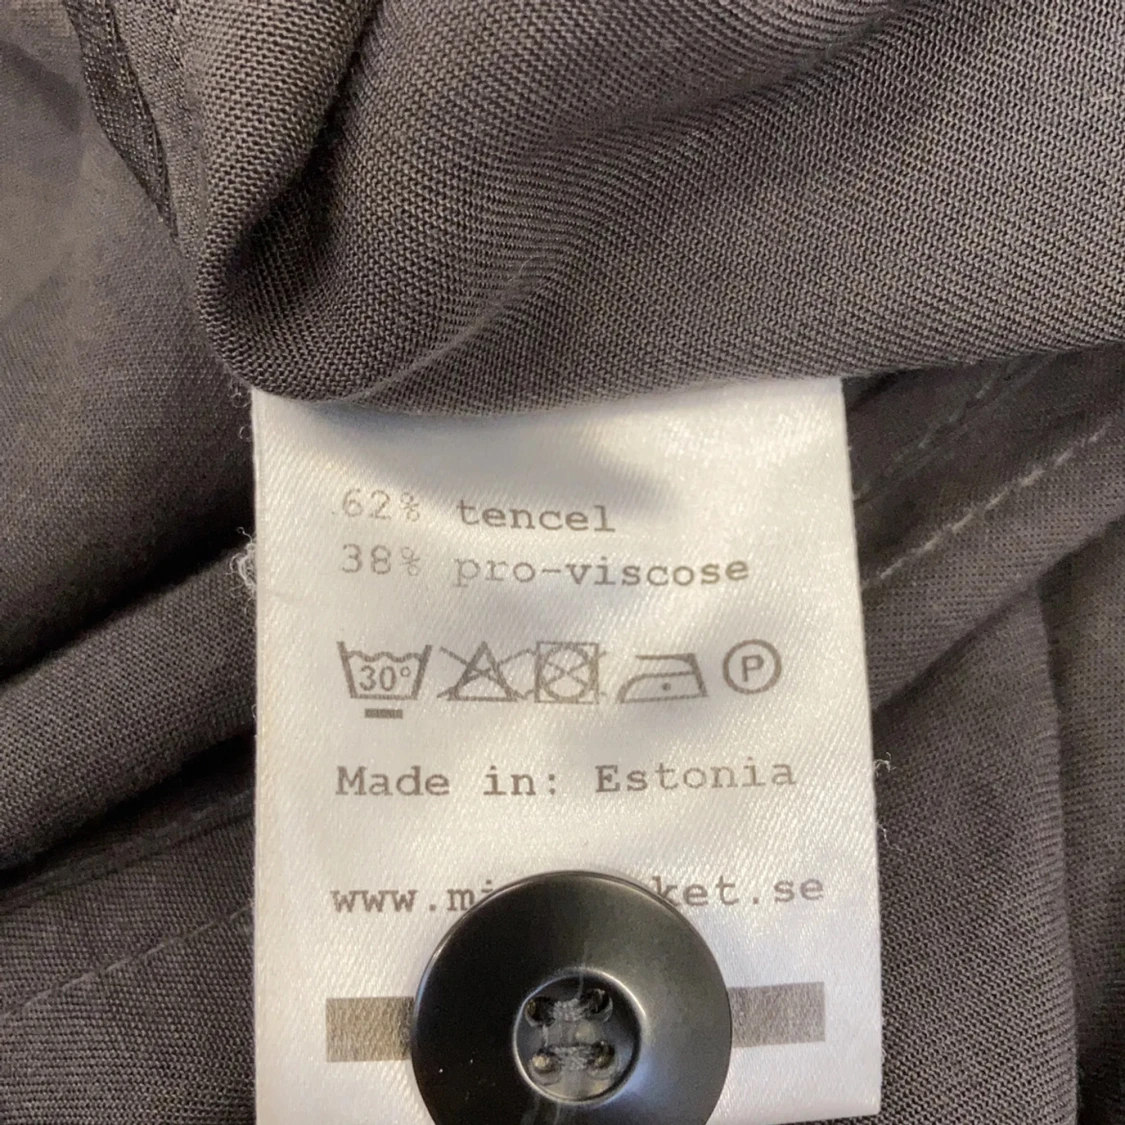 62% tencel
38% pro-viscose
30°
P
Made in: Estonia